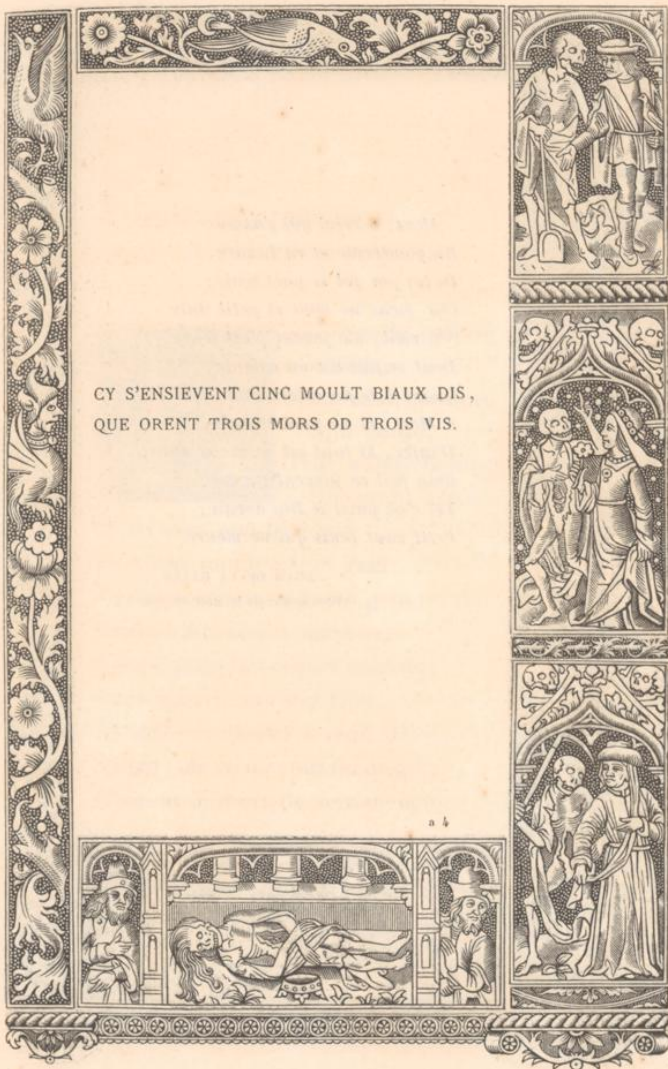 CY S'ENSIEVENT CINC MOULT BIAUX DIS,
QUE ORENT TROIS MORS OD TROIS VIS.
a 4